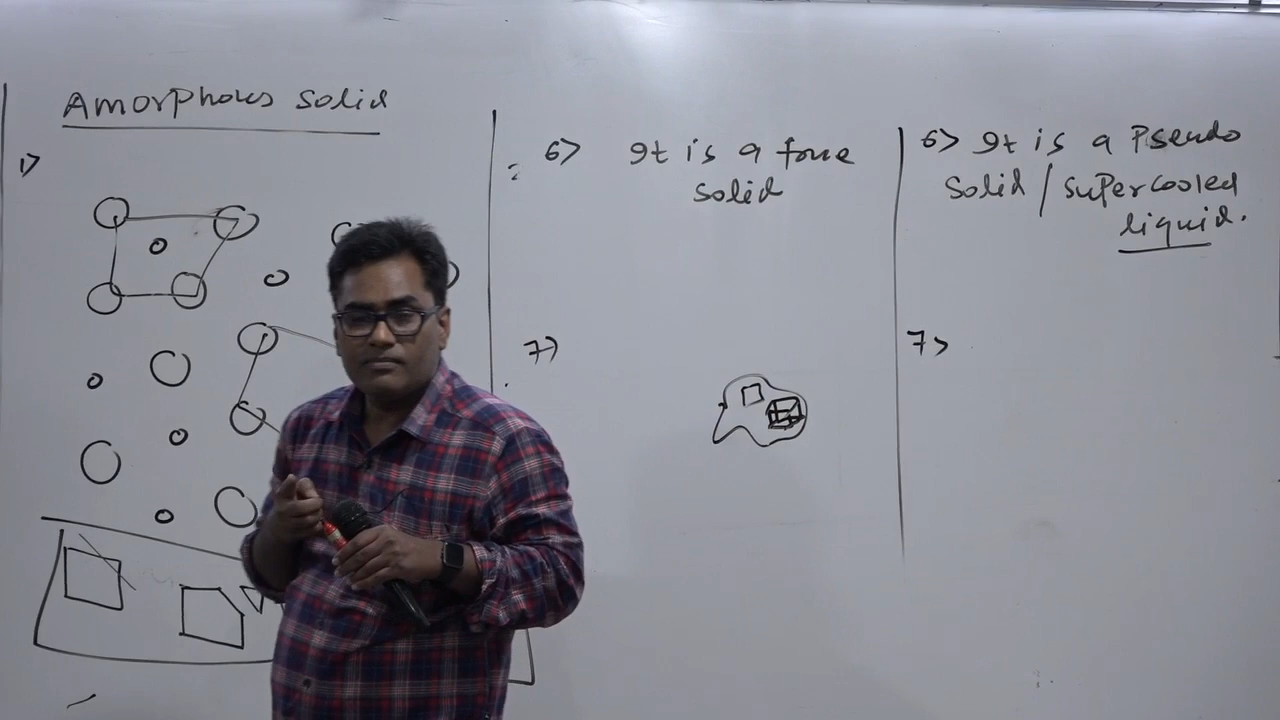 Amorphous solid
1)
6) It is a true
solid
7)
6) It is a Pseudo
solid / supercooled
liquid.
7)